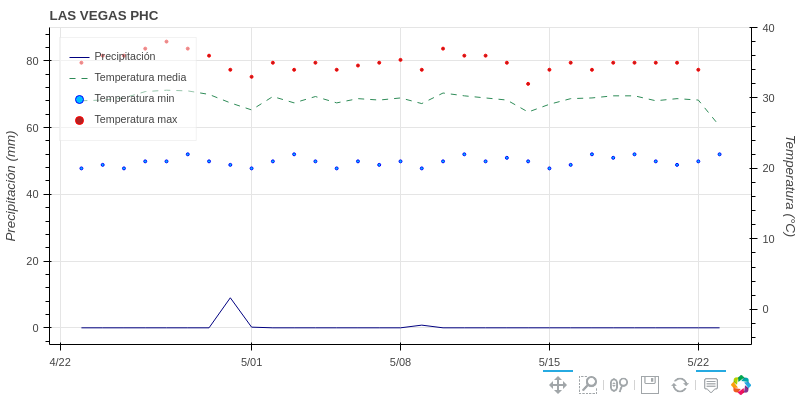 LAS VEGAS PHC
Precipitación
Temperatura media
Temperatura min
Temperatura max
Precipitación (mm)
80
60
40
20
0
Temperatura (°C)
40
30
20
10
0
4/22
5/01
5/08
5/15
5/22